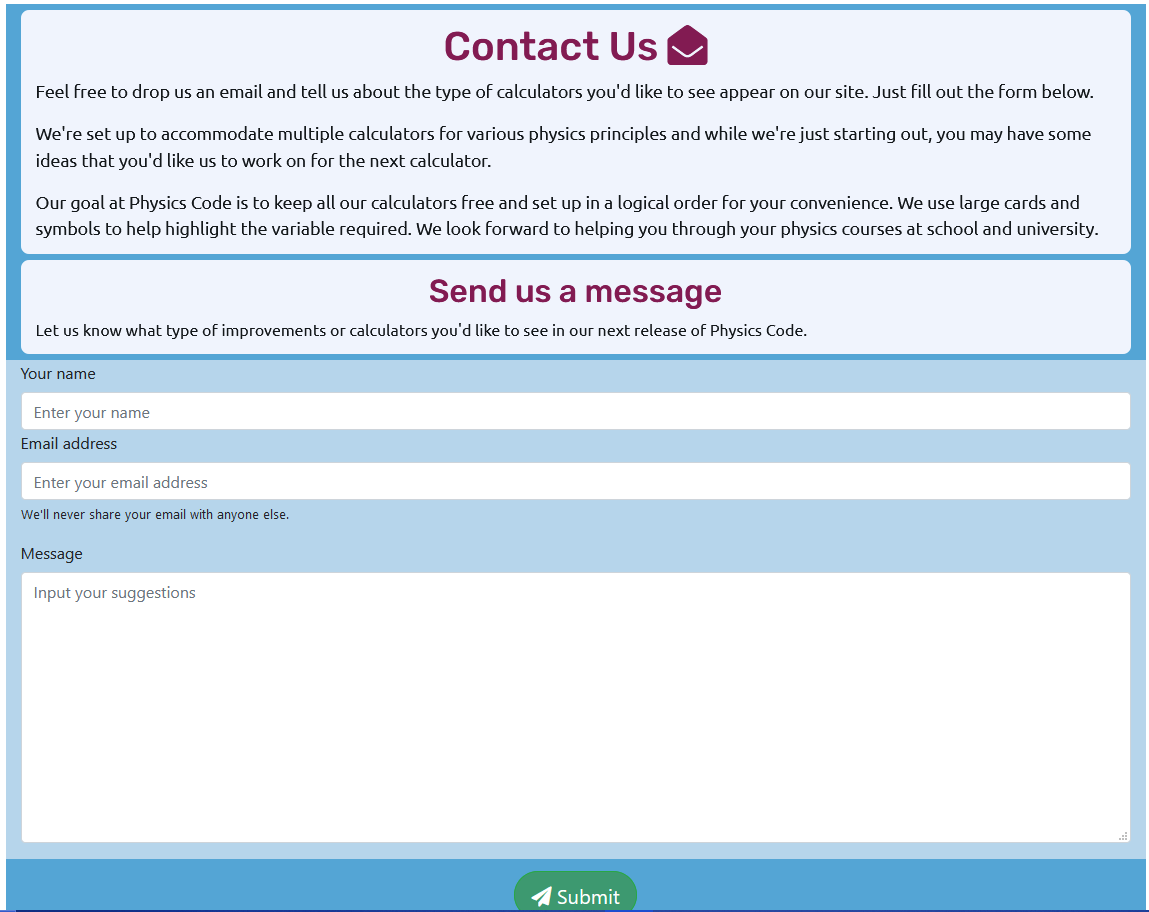 Contact Us
Feel free to drop us an email and tell us about the type of calculators you'd like to see appear on our site. Just fill out the form below.
We're set up to accommodate multiple calculators for various physics principles and while we're just starting out, you may have some
ideas that you'd like us to work on for the next calculator.
Our goal at Physics Code is to keep all our calculators free and set up in a logical order for your convenience. We use large cards and
symbols to help highlight the variable required. We look forward to helping you through your physics courses at school and university.
Send us a message
Let us know what type of improvements or calculators you'd like to see in our next release of Physics Code.
Your name
Enter your name
Email address
Enter your email address
We'll never share your email with anyone else.
Message
Input your suggestions
Submit